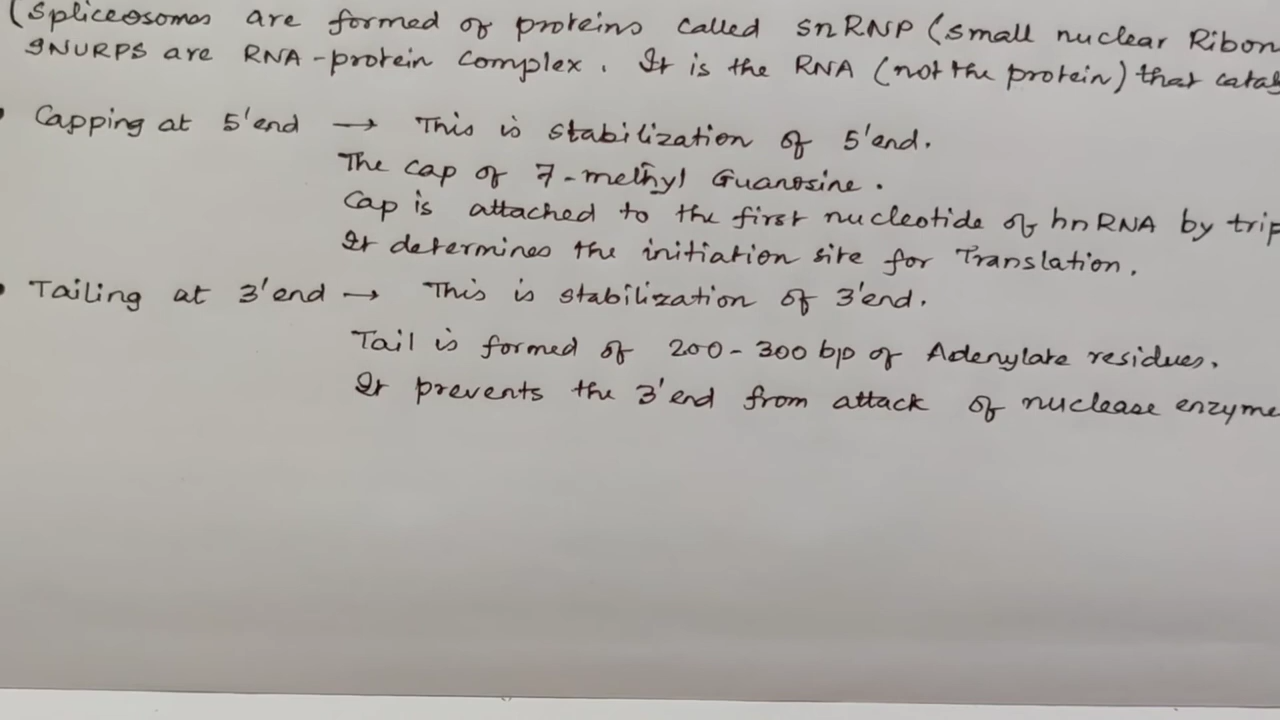 (Spliceosomes are formed of proteins called snRNP (small nuclear Ribon
SNURPS are RNA-protein complex. It is the RNA (not the protein) that catal
• Capping at 5'end → This is stabilization of 5'end.
The cap of 7-methyl Guanosine.
Cap is attached to the first nucleotide of hnRNA by trip
It determines the initiation site for Translation.
• Tailing at 3'end → This is stabilization of 3'end.
Tail is formed of 200-300 bp of Adenylate residues.
It prevents the 3'end from attack of nuclease enzyme